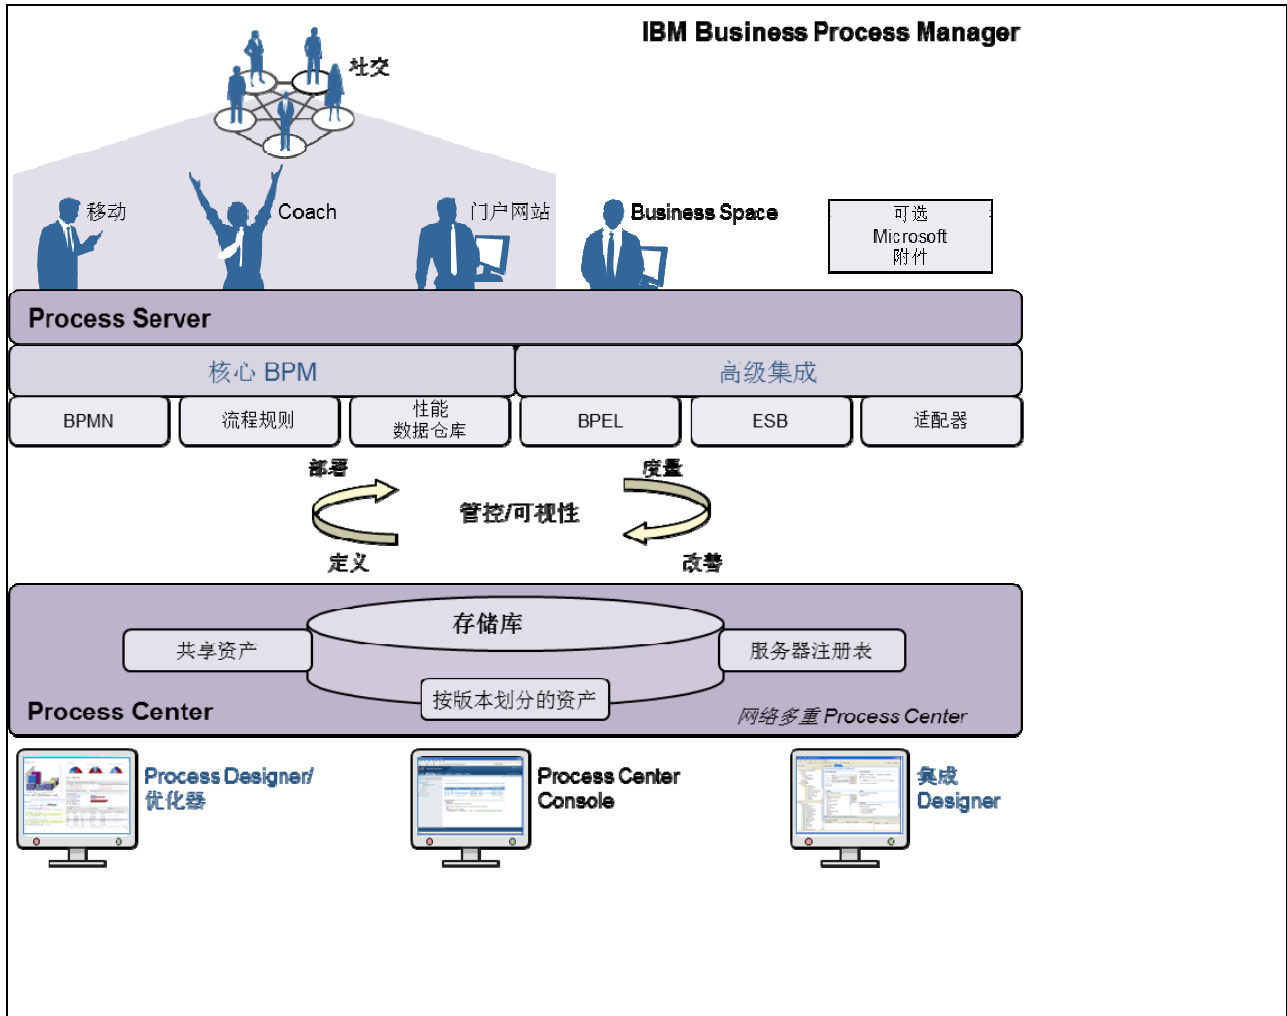 IBM Business Process Manager
社交
移动
Coach
门户网站
Business Space
可选
Microsoft
附件
Process Server
核心 BPM
高级集成
BPMN
流程规则
性能
数据仓库
BPEL
ESB
适配器
部署
度量
管控/可视性
定义
改善
存储库
共享资产
服务器注册表
按版本划分的资产
Process Center
网络多重 Process Center
Process Designer/
优化器
Process Center
Console
集成
Designer